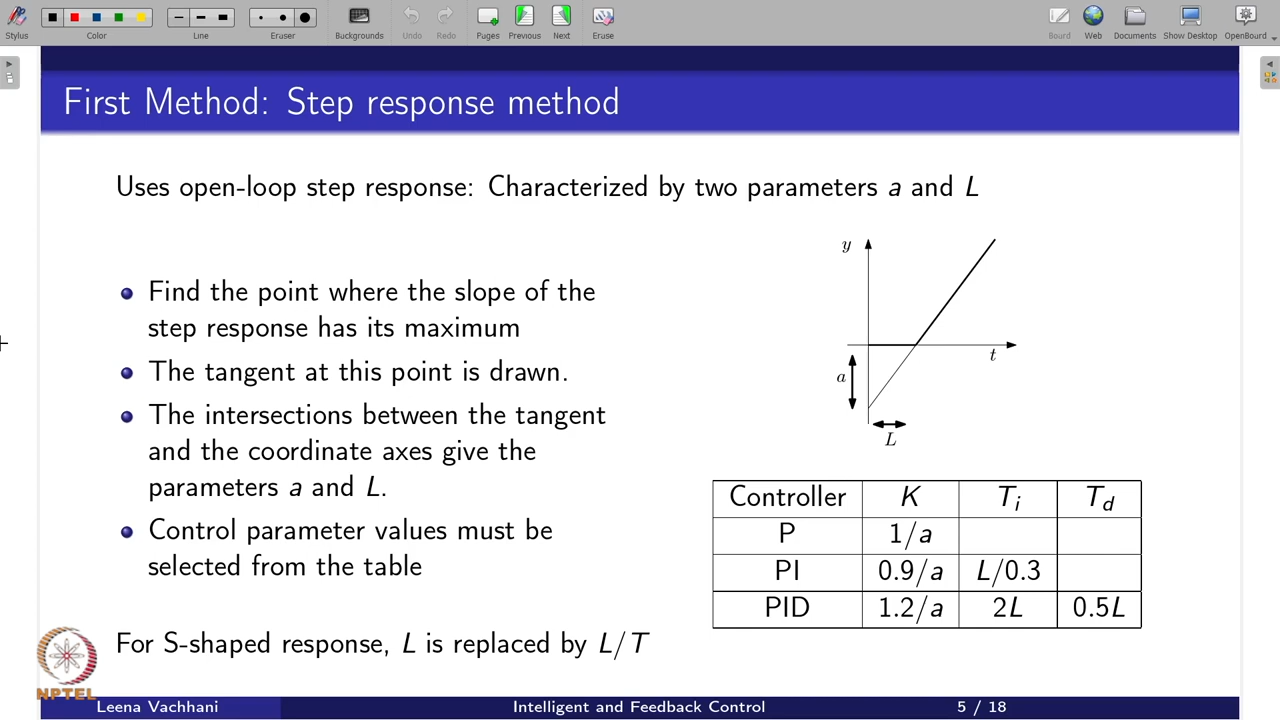 Stylus
Color
Line
Eraser
Backgrounds
Undo
Redo
Pages
Previous
Next
Erase
Board
Web
Documents
Show Desktop
OpenBoard
First Method: Step response method
Uses open-loop step response: Characterized by two parameters a and L
Find the point where the slope of the
step response has its maximum
The tangent at this point is drawn.
The intersections between the tangent
and the coordinate axes give the
parameters a and L.
Control parameter values must be
selected from the table
For S-shaped response, L is replaced by L/T
y
t
a
L
Controller K T_i T_d
P 1/a
PI 0.9/a L/0.3
PID 1.2/a 2L 0.5L
NPTEL
Leena Vachhani Intelligent and Feedback Control 5 / 18